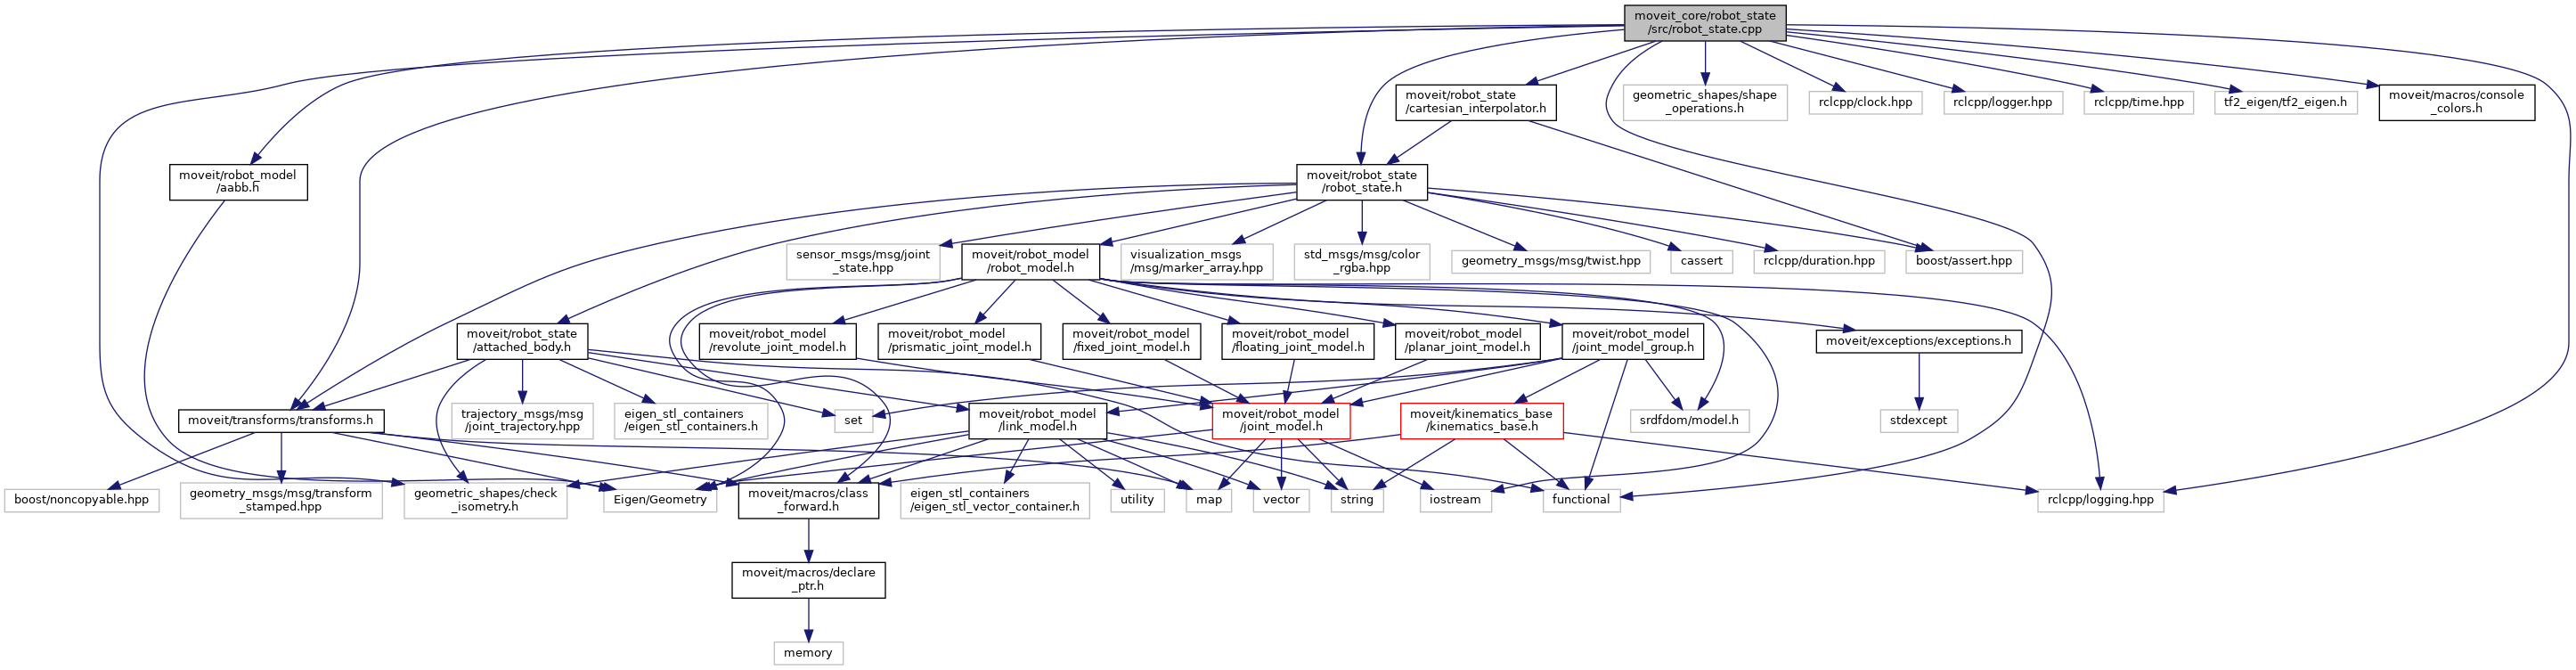 moveit_core/robot_state
/src/robot_state.cpp
moveit/robot_state
/cartesian_interpolator.h
geometric_shapes/shape
_operations.h
rclcpp/clock.hpp
rclcpp/logger.hpp
rclcpp/time.hpp
tf2_eigen/tf2_eigen.h
moveit/macros/console
_colors.h
moveit/robot_model
/aabb.h
moveit/robot_state
/robot_state.h
sensor_msgs/msg/joint
_state.hpp
moveit/robot_model
/robot_model.h
visualization_msgs
/msg/marker_array.hpp
std_msgs/msg/color
_rgba.hpp
geometry_msgs/msg/twist.hpp
cassert
rclcpp/duration.hpp
boost/assert.hpp
moveit/robot_state
/attached_body.h
moveit/robot_model
/revolute_joint_model.h
moveit/robot_model
/prismatic_joint_model.h
moveit/robot_model
/fixed_joint_model.h
moveit/robot_model
/floating_joint_model.h
moveit/robot_model
/planar_joint_model.h
moveit/robot_model
/joint_model_group.h
moveit/exceptions/exceptions.h
moveit/transforms/transforms.h
trajectory_msgs/msg
/joint_trajectory.hpp
eigen_stl_containers
/eigen_stl_containers.h
set
moveit/robot_model
/link_model.h
moveit/robot_model
/joint_model.h
moveit/kinematics_base
/kinematics_base.h
srdfdom/model.h
stdexcept
boost/noncopyable.hpp
geometry_msgs/msg/transform
_stamped.hpp
geometric_shapes/check
_isometry.h
Eigen/Geometry
moveit/macros/class
_forward.h
eigen_stl_containers
/eigen_stl_vector_container.h
utility
map
vector
string
iostream
functional
rclcpp/logging.hpp
moveit/macros/declare
_ptr.h
memory